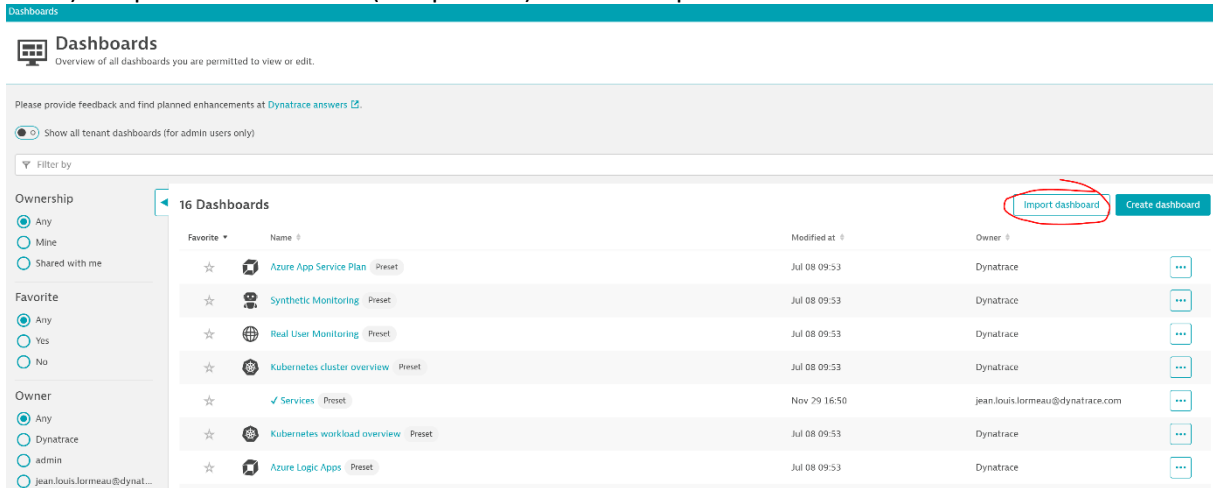 Dashboards
Dashboards
Overview of all dashboards you are permitted to view or edit.
Please provide feedback and find planned enhancements at Dynatrace answers.
Show all tenant dashboards (for admin users only)
Filter by
Ownership
Any
Mine
Shared with me
Favorite
Any
Yes
No
Owner
Any
Dynatrace
admin
jean.louis.lormeau@dynat...
16 Dashboards Import dashboard Create dashboard
Favorite Name Modified at Owner
Azure App Service Plan Preset Jul 08 09:53 Dynatrace
Synthetic Monitoring Preset Jul 08 09:53 Dynatrace
Real User Monitoring Preset Jul 08 09:53 Dynatrace
Kubernetes cluster overview Preset Jul 08 09:53 Dynatrace
✓ Services Preset Nov 29 16:50 jean.louis.lormeau@dynatrace.com
Kubernetes workload overview Preset Jul 08 09:53 Dynatrace
Azure Logic Apps Preset Jul 08 09:53 Dynatrace